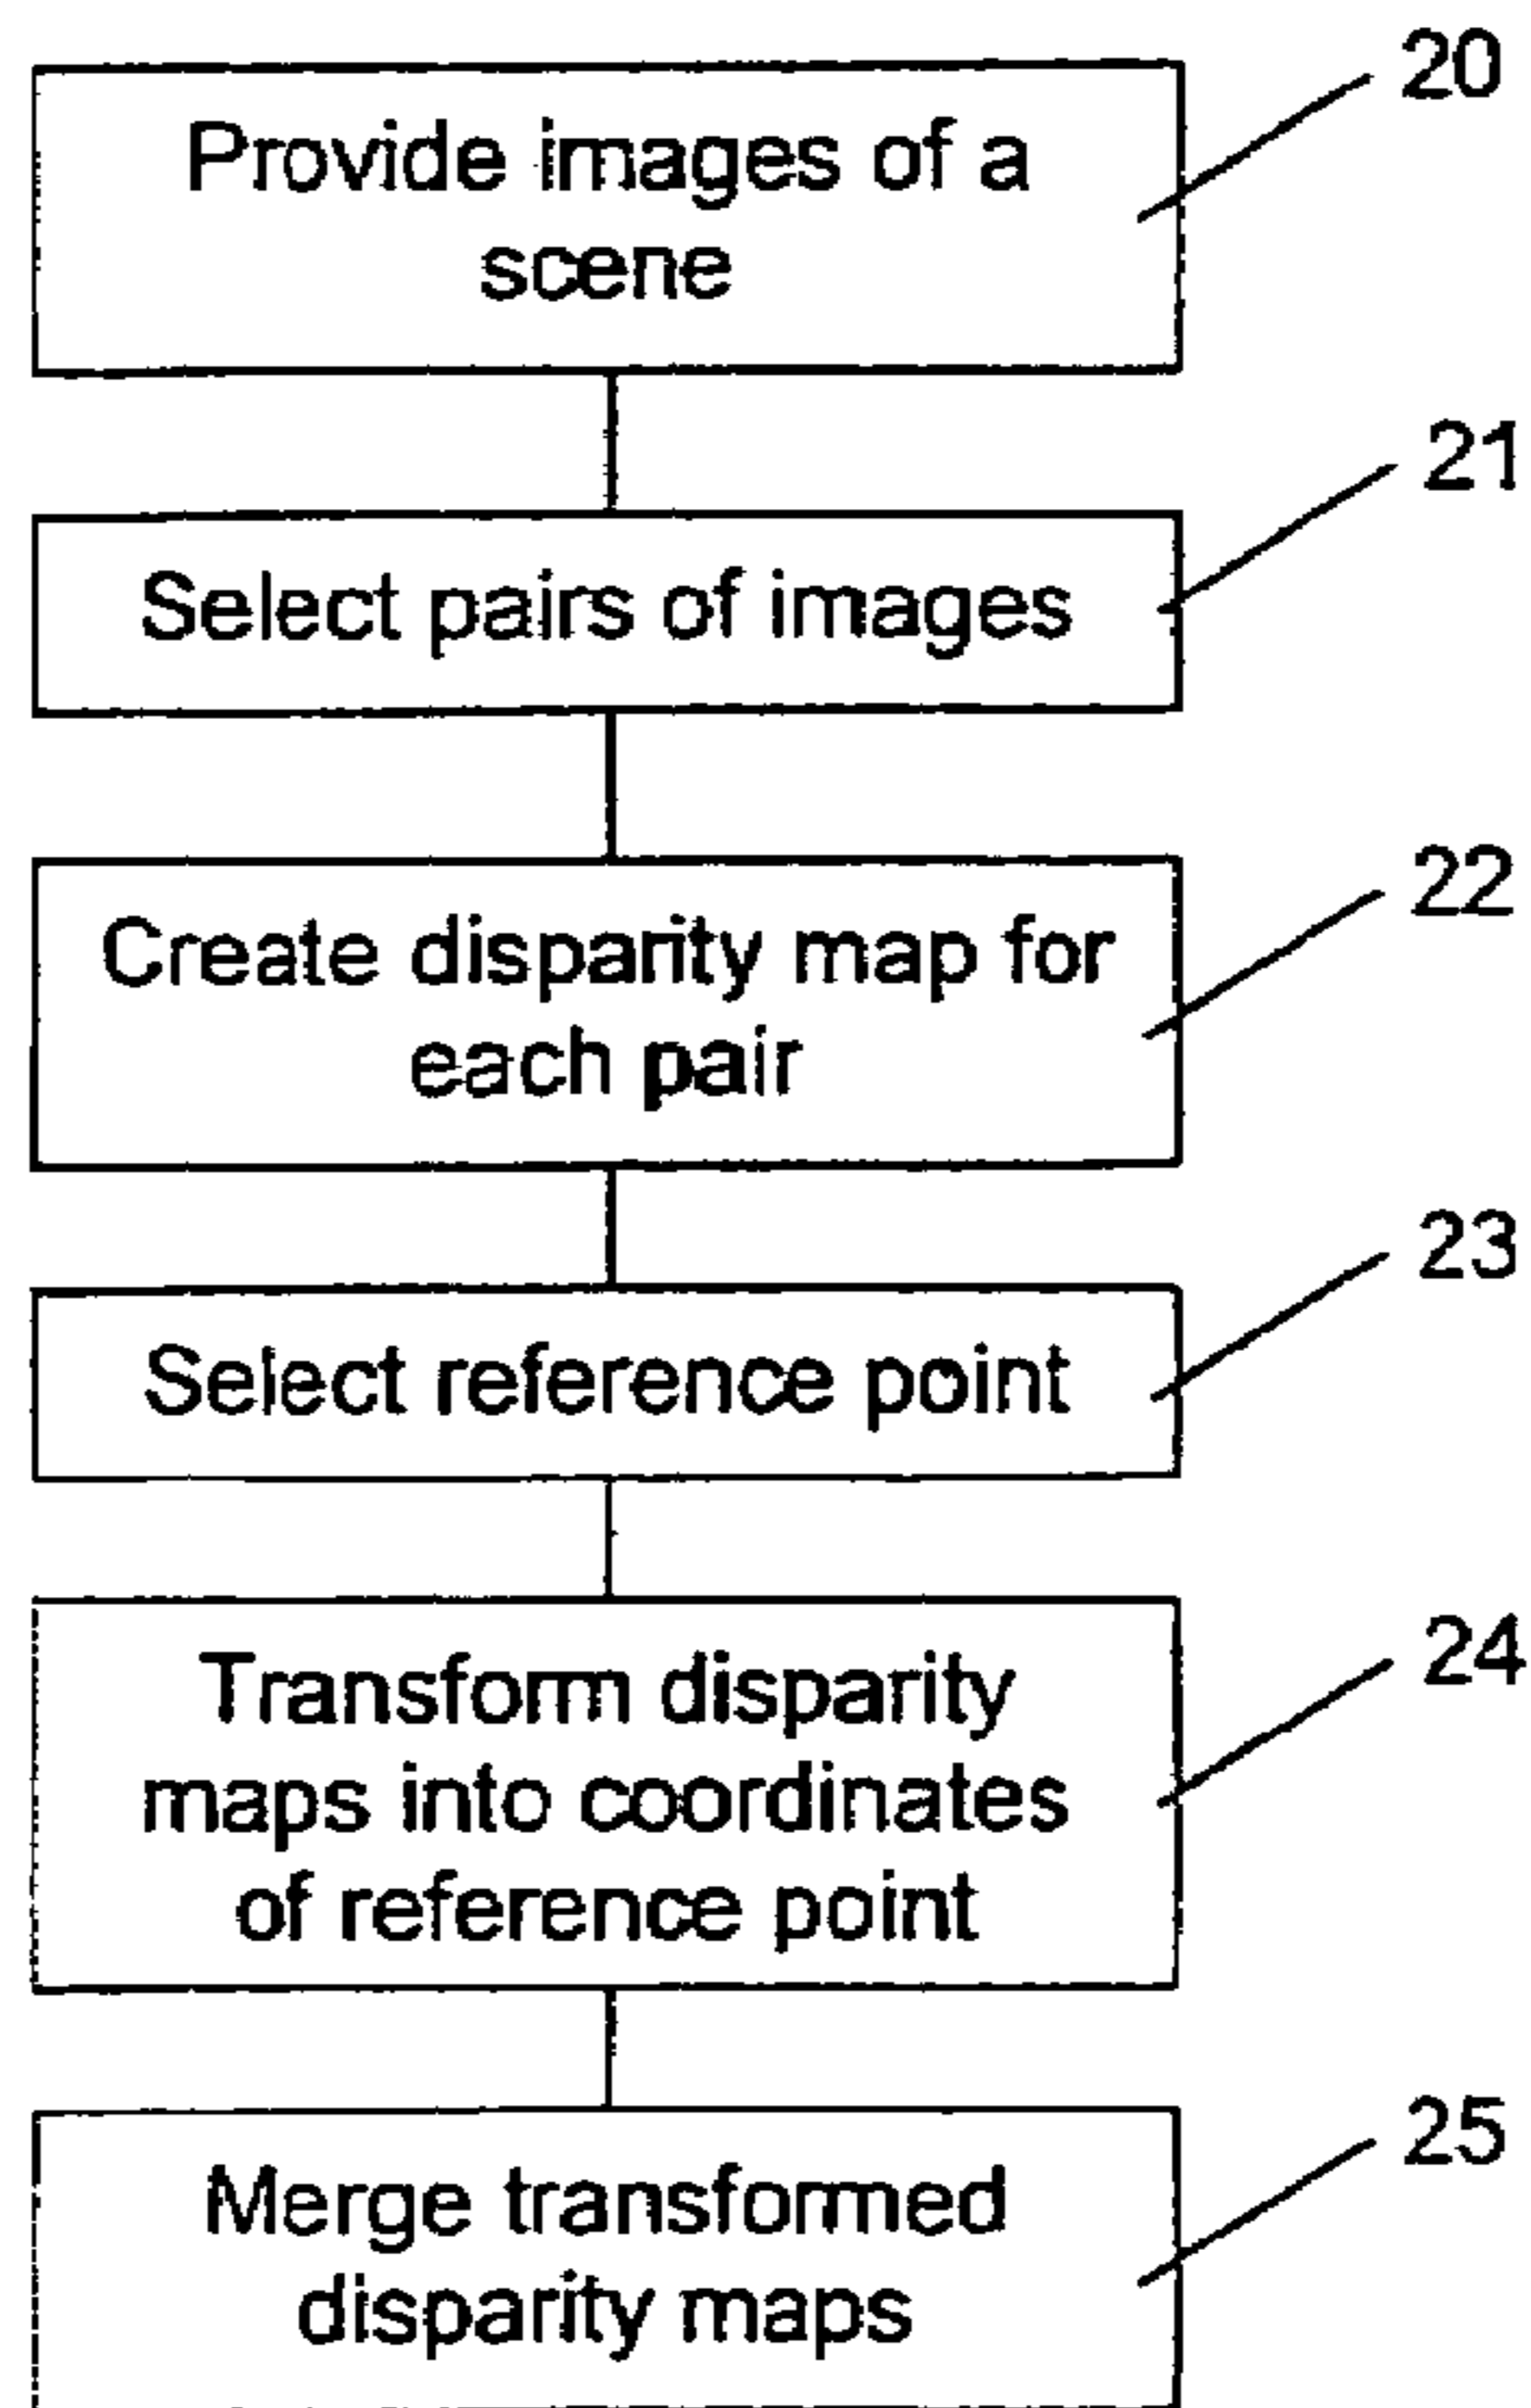 20
Provide images of a
scene
21
Select pairs of images
22
Create disparity map for
each pair
23
Select reference point
24
Transform disparity
maps into coordinates
of reference point
25
Merge transformed
disparity maps